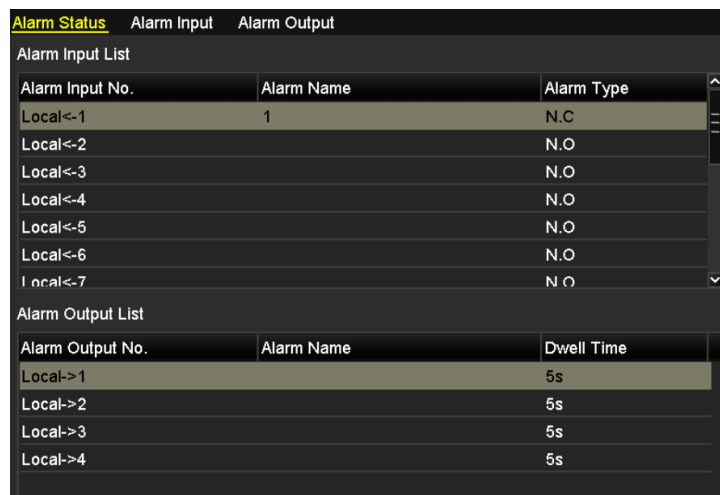 Alarm Status Alarm Input Alarm Output
Alarm Input List
Alarm Input No. Alarm Name Alarm Type
Local<-1 1 N.C
Local<-2 N.O
Local<-3 N.O
Local<-4 N.O
Local<-5 N.O
Local<-6 N.O
Local<-7 N.O
Alarm Output List
Alarm Output No. Alarm Name Dwell Time
Local->1 5s
Local->2 5s
Local->3 5s
Local->4 5s